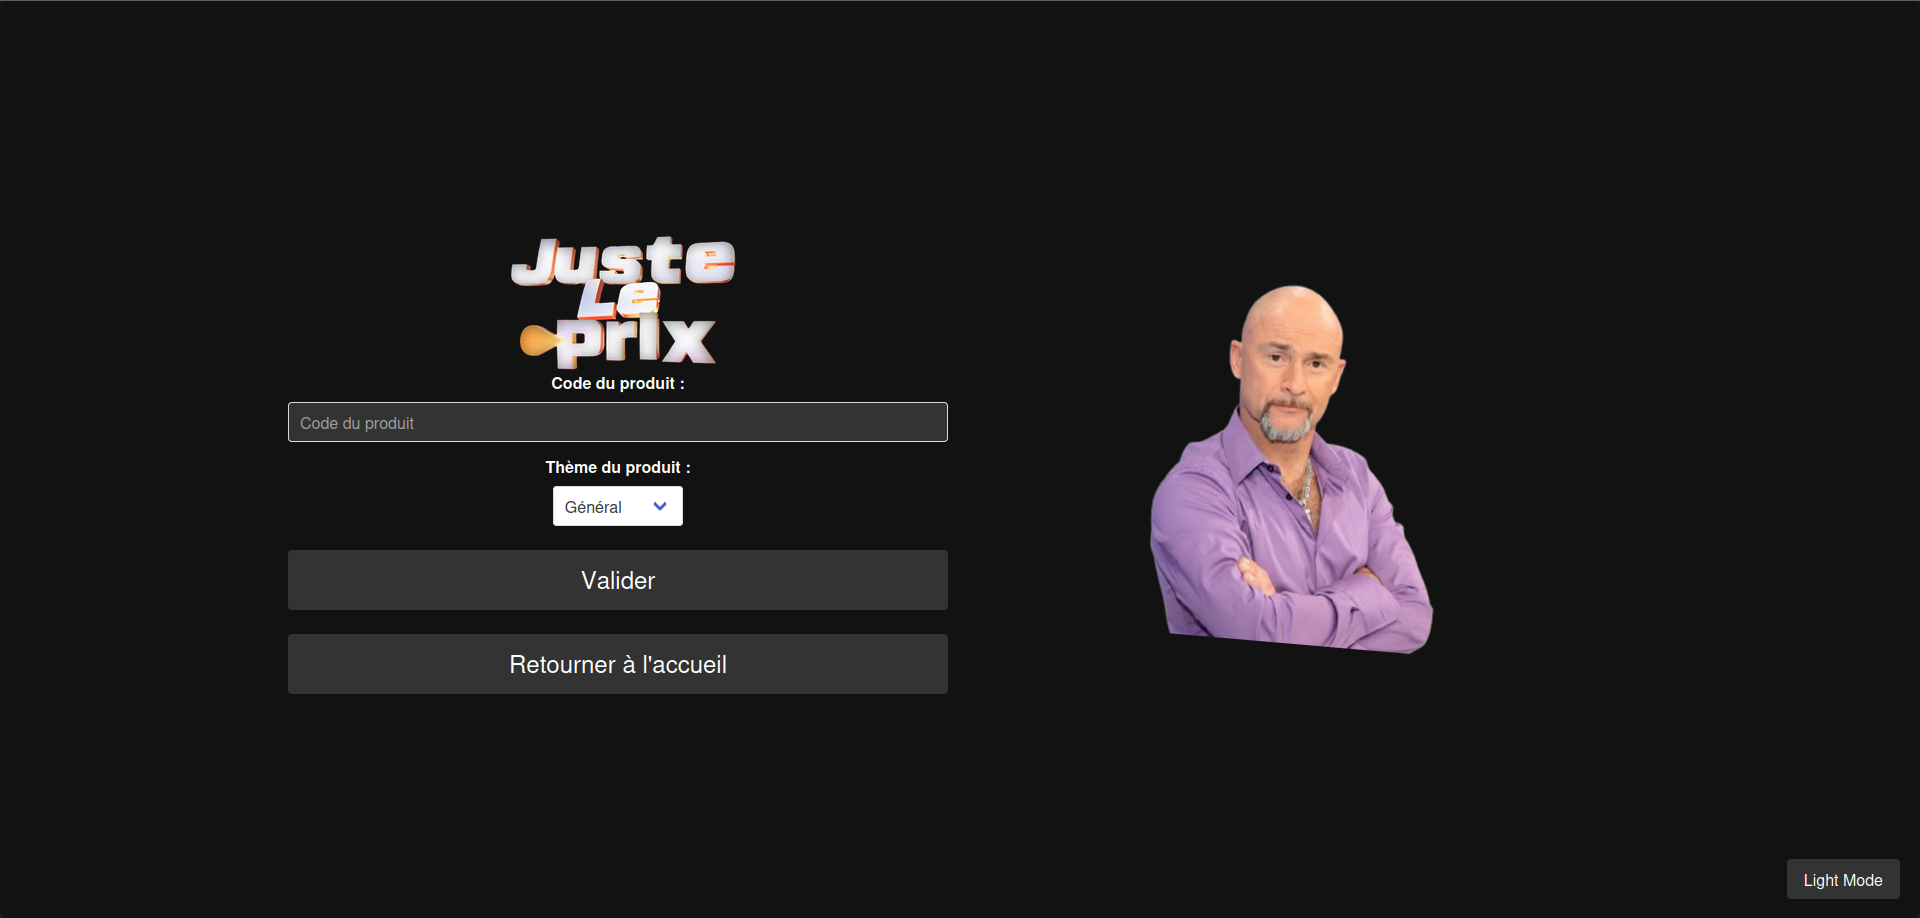 Juste
Le
prix
Code du produit :
Code du produit
Thème du produit :
Général
Valider
Retourner à l'accueil
Light Mode